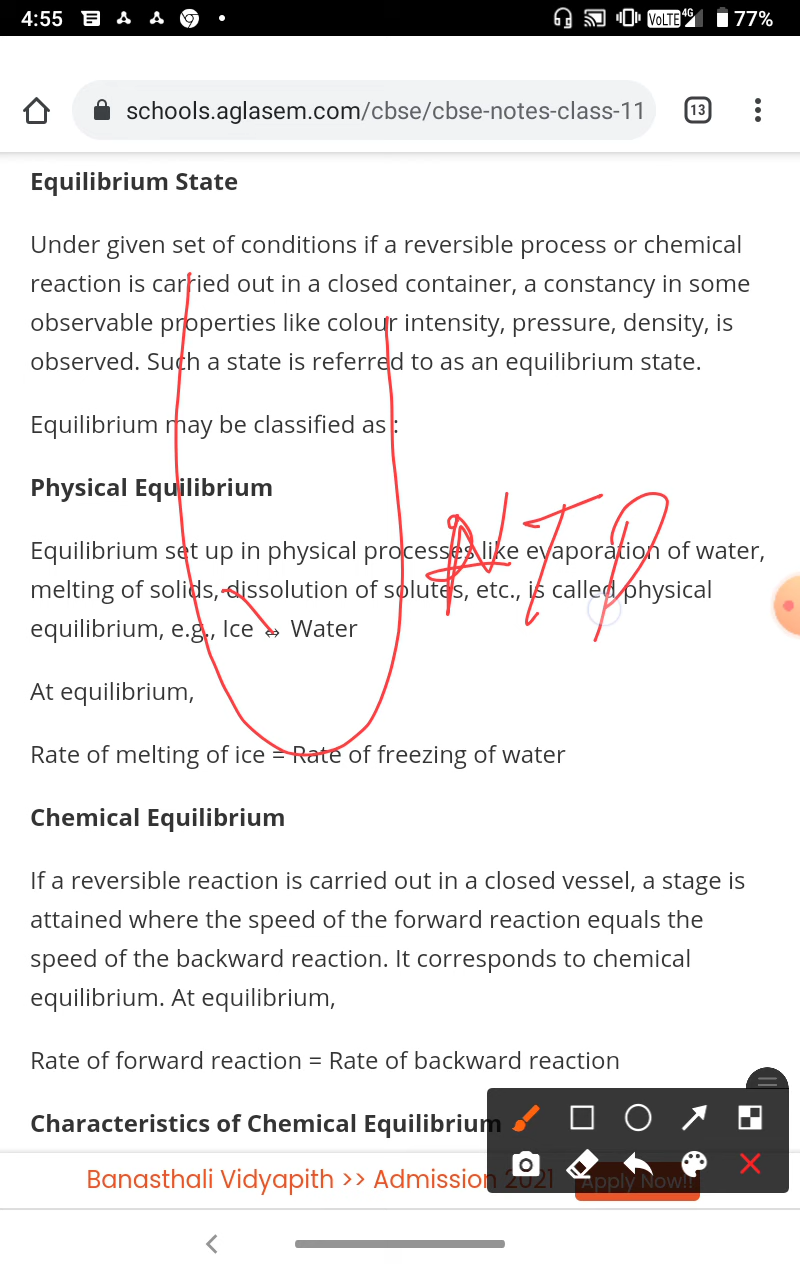 4:55 VoLTE 4G 77%
schools.aglasem.com/cbse/cbse-notes-class-11 13
Equilibrium State
Under given set of conditions if a reversible process or chemical
reaction is carried out in a closed container, a constancy in some
observable properties like colour intensity, pressure, density, is
observed. Such a state is referred to as an equilibrium state.
Equilibrium may be classified as :
Physical Equilibrium
Equilibrium set up in physical processes like evaporation of water,
melting of solids, dissolution of solutes, etc., is called physical
equilibrium, e.g., Ice ⇔ Water
NTP
At equilibrium,
Rate of melting of ice = Rate of freezing of water
Chemical Equilibrium
If a reversible reaction is carried out in a closed vessel, a stage is
attained where the speed of the forward reaction equals the
speed of the backward reaction. It corresponds to chemical
equilibrium. At equilibrium,
Rate of forward reaction = Rate of backward reaction
Characteristics of Chemical Equilibrium
Banasthali Vidyapith >> Admission 2021 Apply Now!!